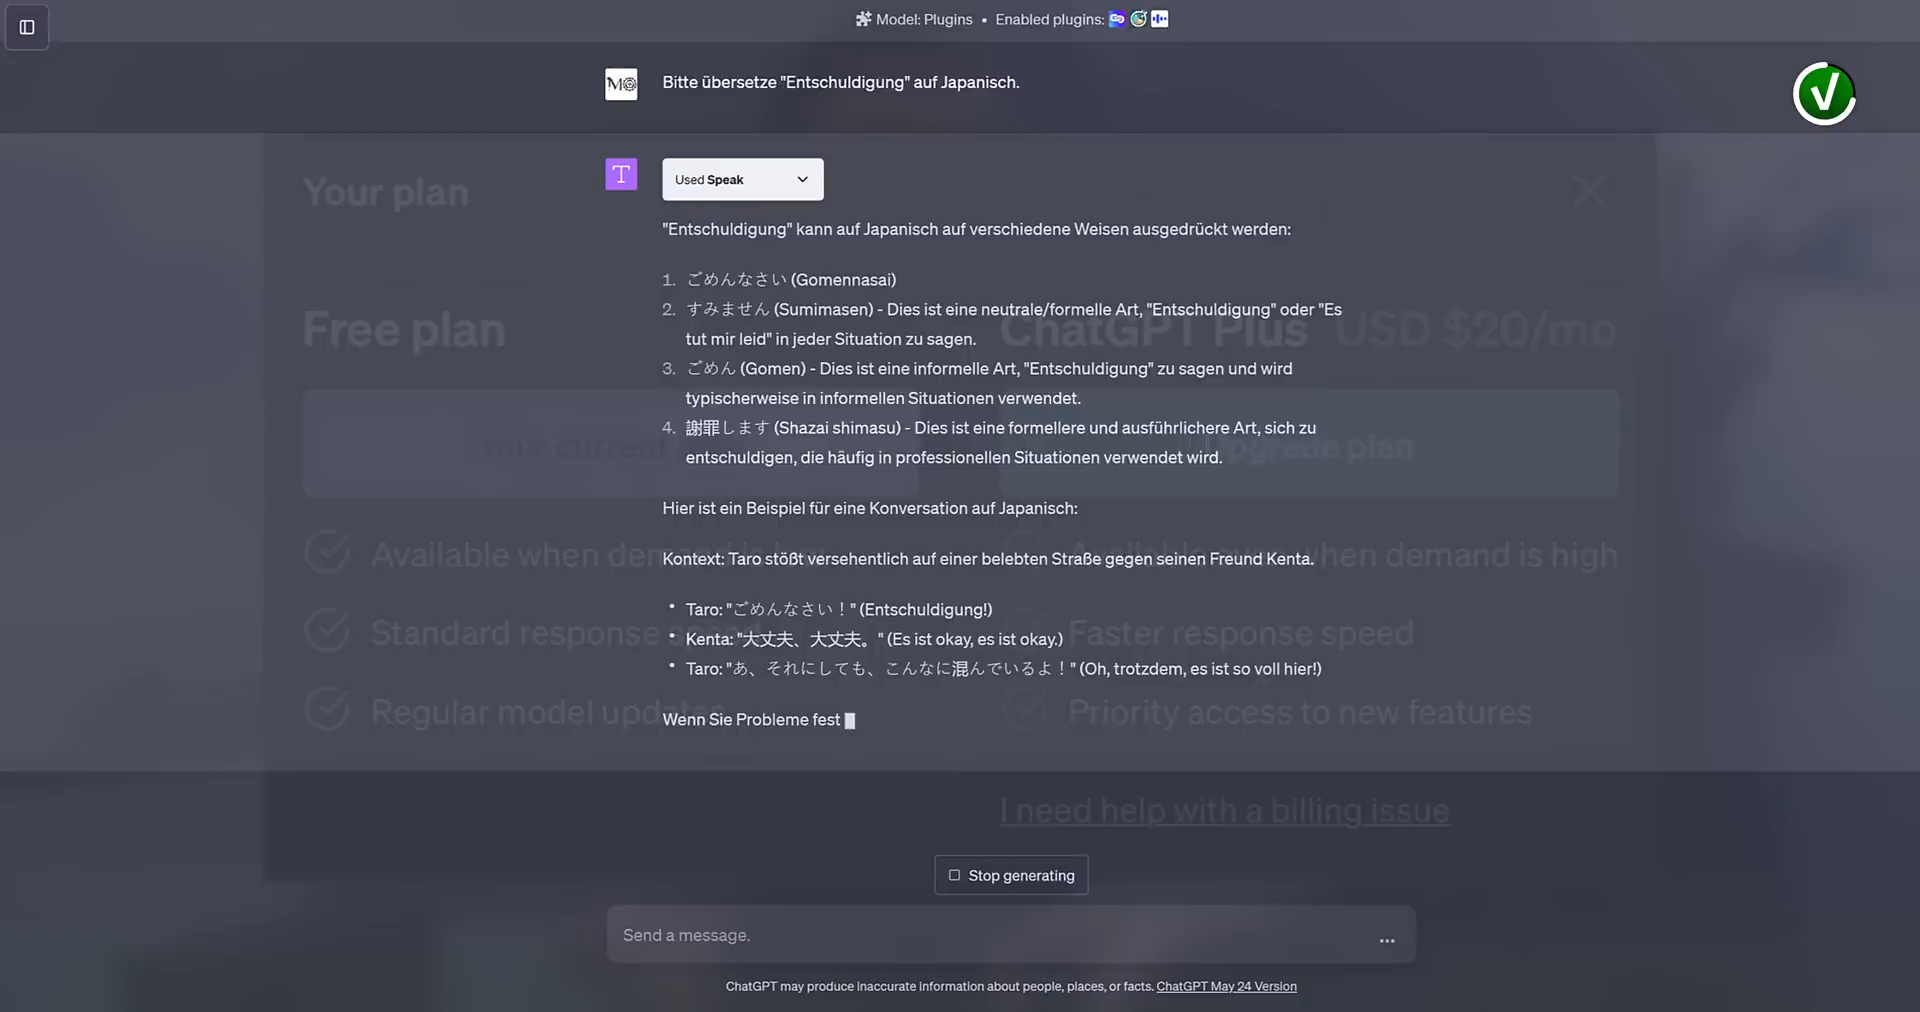 Model: Plugins • Enabled plugins:
MO
Bitte übersetze "Entschuldigung" auf Japanisch.
T
Used Speak
"Entschuldigung" kann auf Japanisch auf verschiedene Weisen ausgedrückt werden:
1. ごめんなさい (Gomennasai)
2. すみません (Sumimasen) - Dies ist eine neutrale/formelle Art, "Entschuldigung" oder "Es
tut mir leid" in jeder Situation zu sagen.
3. ごめん (Gomen) - Dies ist eine informelle Art, "Entschuldigung" zu sagen und wird
typischerweise in informellen Situationen verwendet.
4. 謝罪します (Shazai shimasu) - Dies ist eine formellere und ausführlichere Art, sich zu
entschuldigen, die häufig in professionellen Situationen verwendet wird.
Hier ist ein Beispiel für eine Konversation auf Japanisch:
Kontext: Taro stößt versehentlich auf einer belebten Straße gegen seinen Freund Kenta.
• Taro: "ごめんなさい！" (Entschuldigung!)
• Kenta: "大丈夫、大丈夫。" (Es ist okay, es ist okay.)
• Taro: "あ、それにしても、こんなに混んでいるよ！" (Oh, trotzdem, es ist so voll hier!)
Wenn Sie Probleme fest
Stop generating
Send a message.
ChatGPT may produce inaccurate information about people, places, or facts. ChatGPT May 24 Version
Your plan
Free plan
ChatGPT Plus USD $20/mo
Your current
Upgrade plan
Available when demand is low
Available even when demand is high
Standard response speed
Faster response speed
Regular model updates
Priority access to new features
I need help with a billing issue